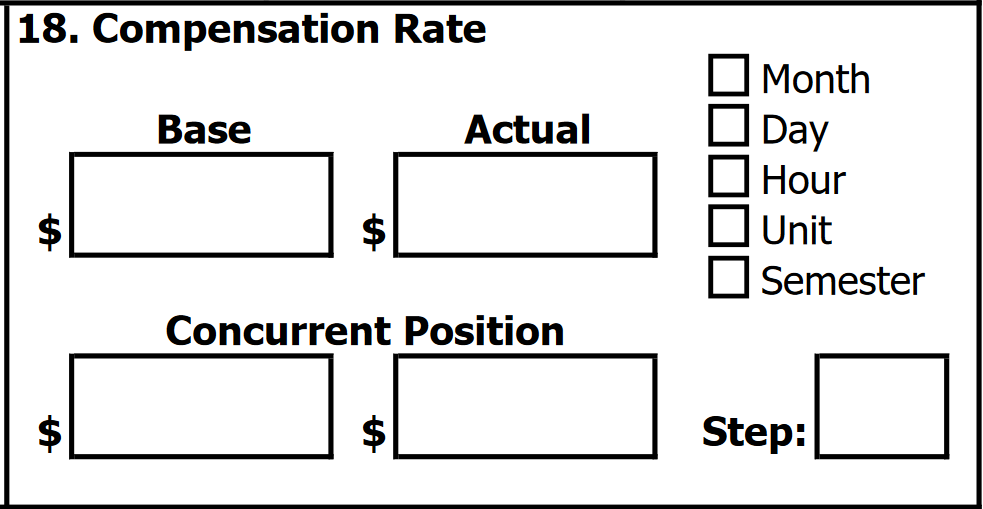 18. Compensation Rate
Base Actual
$ $
Month
Day
Hour
Unit
Semester
Concurrent Position
$ $ Step: